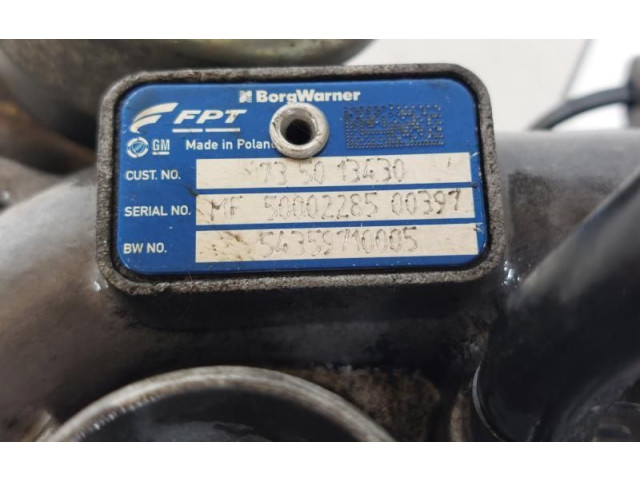 BorgWarner
FPT
GM Made in Poland
CUST. NO. 73 50 13430
SERIAL NO. MF 50002285 00397
BW NO. 54359710005